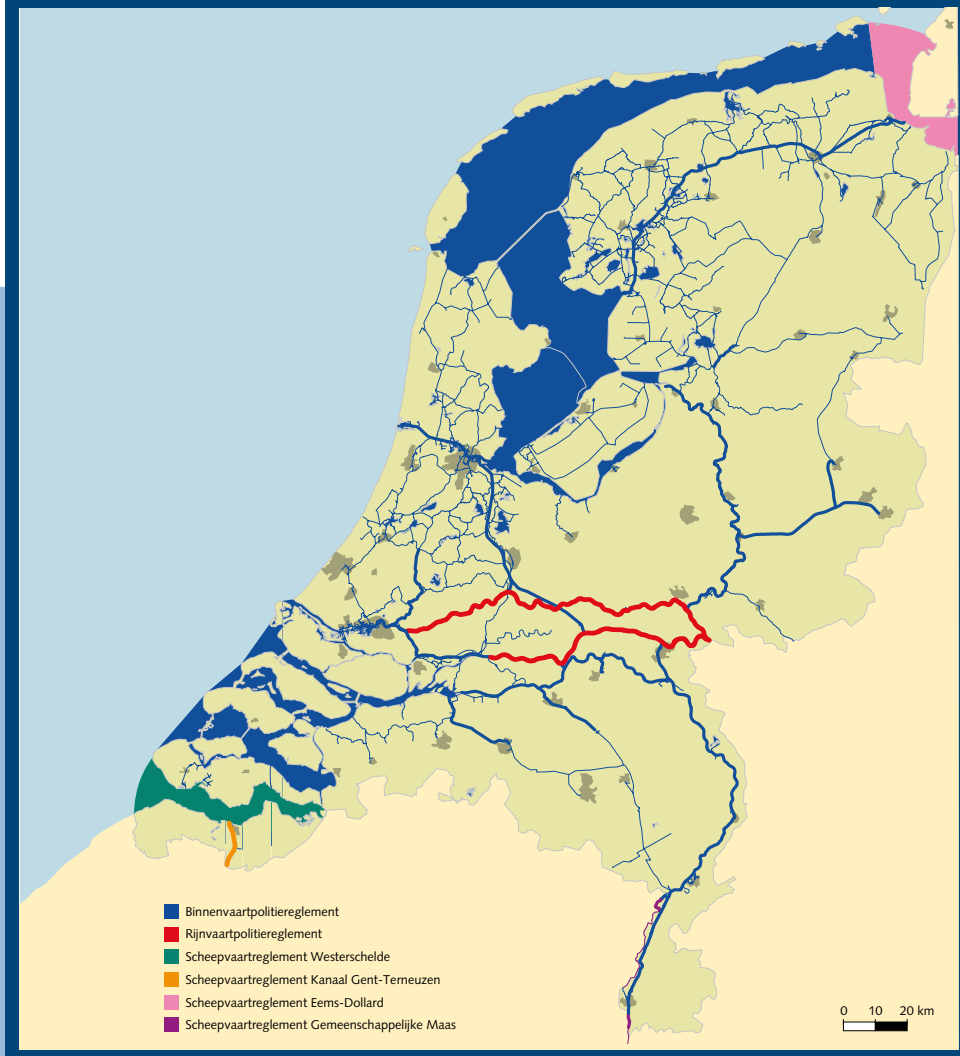 Binnenvaartpolitiereglement
Rijnvaartpolitiereglement
Scheepvaartreglement Westerschelde
Scheepvaartreglement Kanaal Gent-Terneuzen
Scheepvaartreglement Eems-Dollard
Scheepvaartreglement Gemeenschappelijke Maas
0 10 20 km